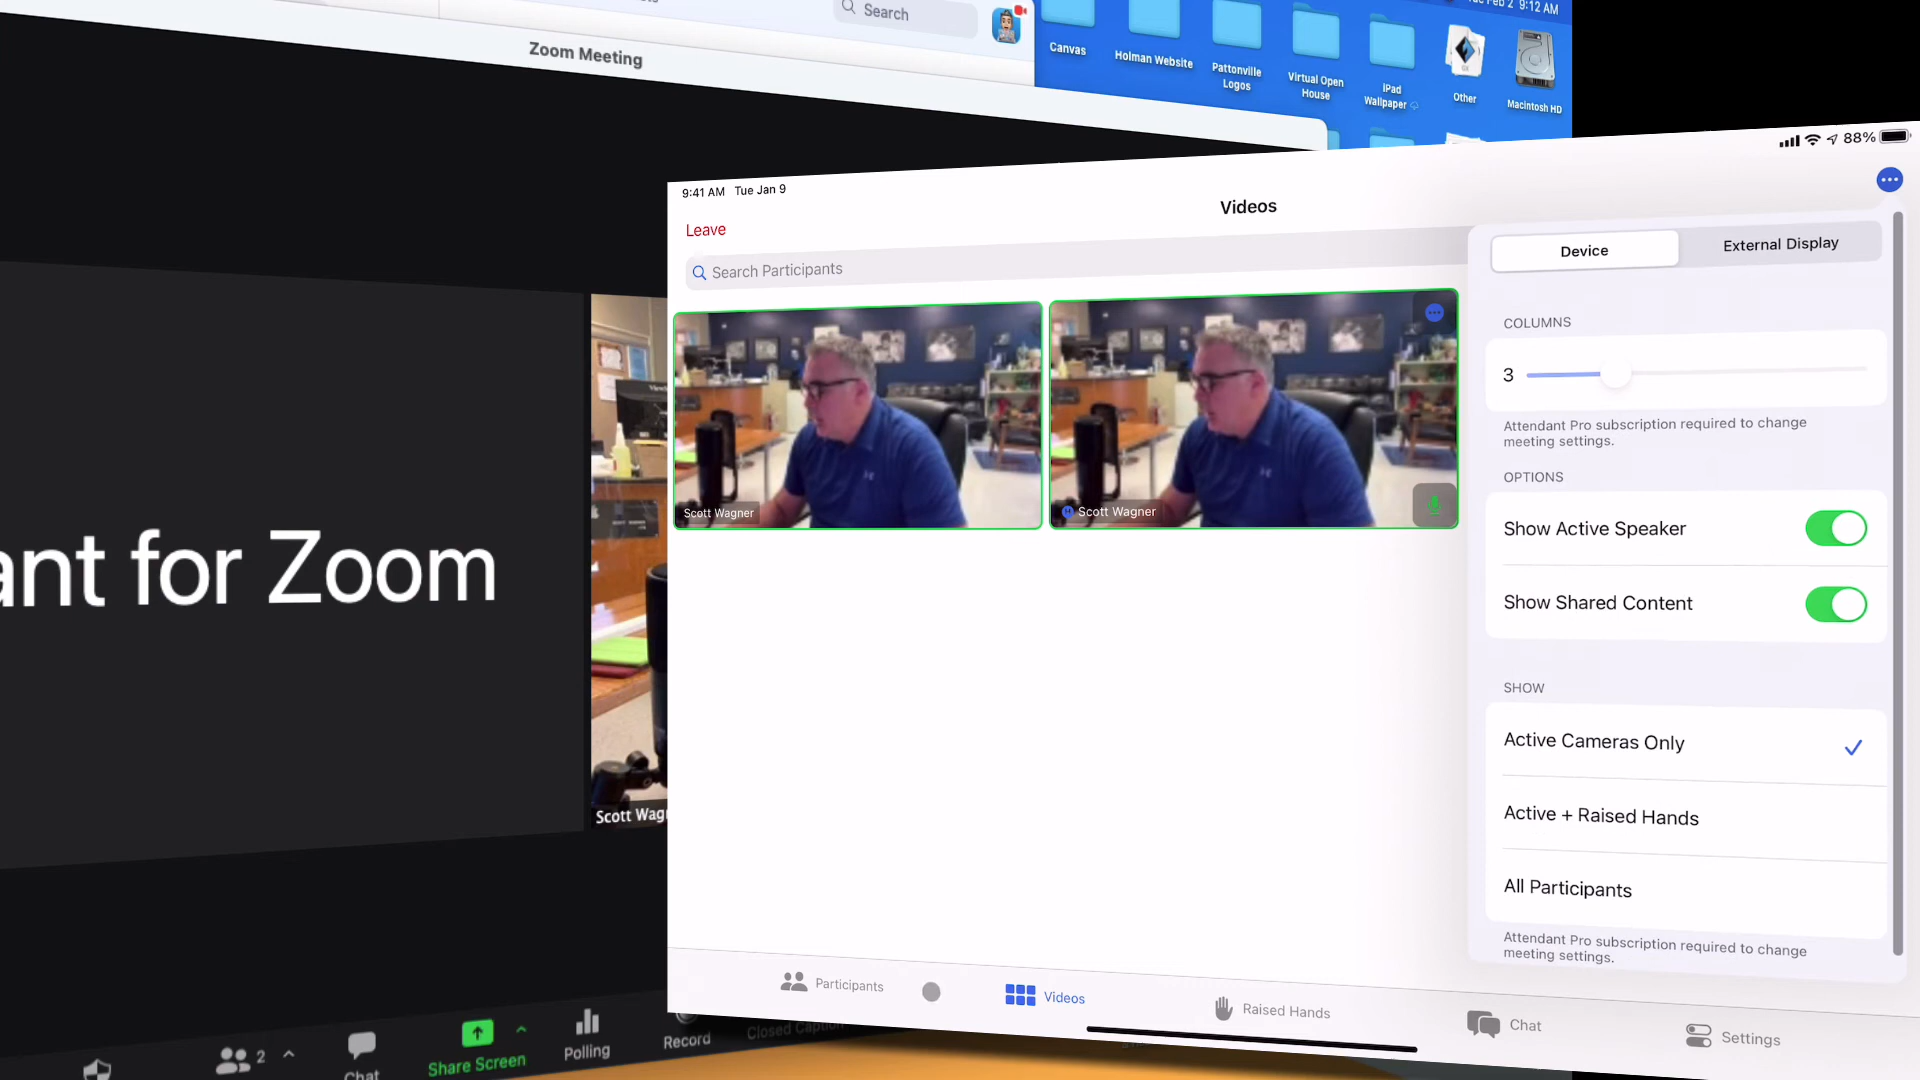 Search
Zoom Meeting
Feb 2 9:12 AM
Canvas
Holman Website
Pattonville
Logos
Virtual Open
House
iPad
Wallpaper
Other
Macintosh HD
ant for Zoom
Scott Wag
2
Chat
Share Screen
Polling
Record
Closed Caption
9:41 AM Tue Jan 9
88%
Leave
Videos
Search Participants
Scott Wagner
Scott Wagner
Device
External Display
COLUMNS
3
Attendant Pro subscription required to change
meeting settings.
OPTIONS
Show Active Speaker
Show Shared Content
SHOW
Active Cameras Only
Active + Raised Hands
All Participants
Attendant Pro subscription required to change
meeting settings.
Participants
Videos
Raised Hands
Chat
Settings